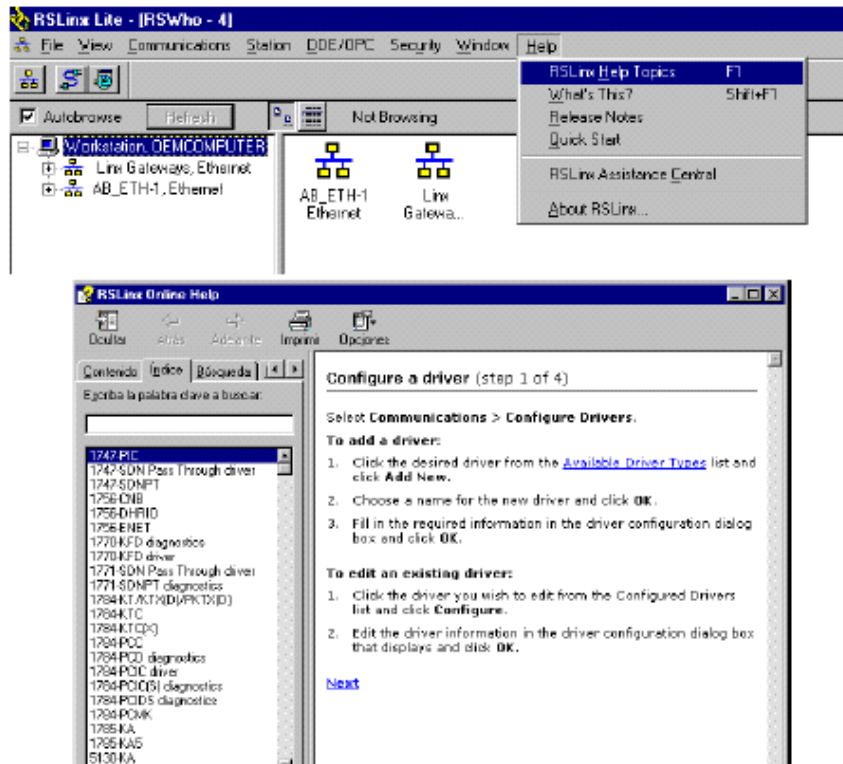 RSLinx Lite - [RSWho - 4]
File View Communications Station DDE/OPC Security Window Help
RSLinx Help Topics F1
What's This? Shift+F1
Release Notes
Quick Start
RSLinx Assistance Central
About RSLinx...
Autobrowse Refresh Not Browsing
Workstation, OEMCOMPUTER
Linx Gateways, Ethernet
AB_ETH-1, Ethernet
AB_ETH-1
Ethernet
Linx
Gatewa...
RSLinx Online Help
Ocultar Atrás Adelante Imprimi Opciones
Contenido Índice Búsqueda
Escriba la palabra clave a buscar:
1747-PIC
1747-SDN Pass Through driver
1747-SDNPT
1756-CNB
1756-DHRIO
1756-ENET
1770-KFD diagnostics
1770-KFD driver
1771-SDN Pass Through driver
1771-SDNPT diagnostics
1784-KT/KTX(D)/PKTX(D)
1784-KTC
1784-KTC(X)
1784-PCC
1784-PCD diagnostics
1784-PCIC driver
1784-PCIC(S) diagnostics
1784-PCIDS diagnostics
1784-PCMK
1785-KA
1785-KA5
5130-KA
Configure a driver (step 1 of 4)
Select Communications > Configure Drivers.
To add a driver:
1. Click the desired driver from the Available Driver Types list and
click Add New.
2. Choose a name for the new driver and click OK.
3. Fill in the required information in the driver configuration dialog
box and click OK.
To edit an existing driver:
1. Click the driver you wish to edit from the Configured Drivers
list and click Configure.
2. Edit the driver information in the driver configuration dialog box
that displays and click OK.
Next